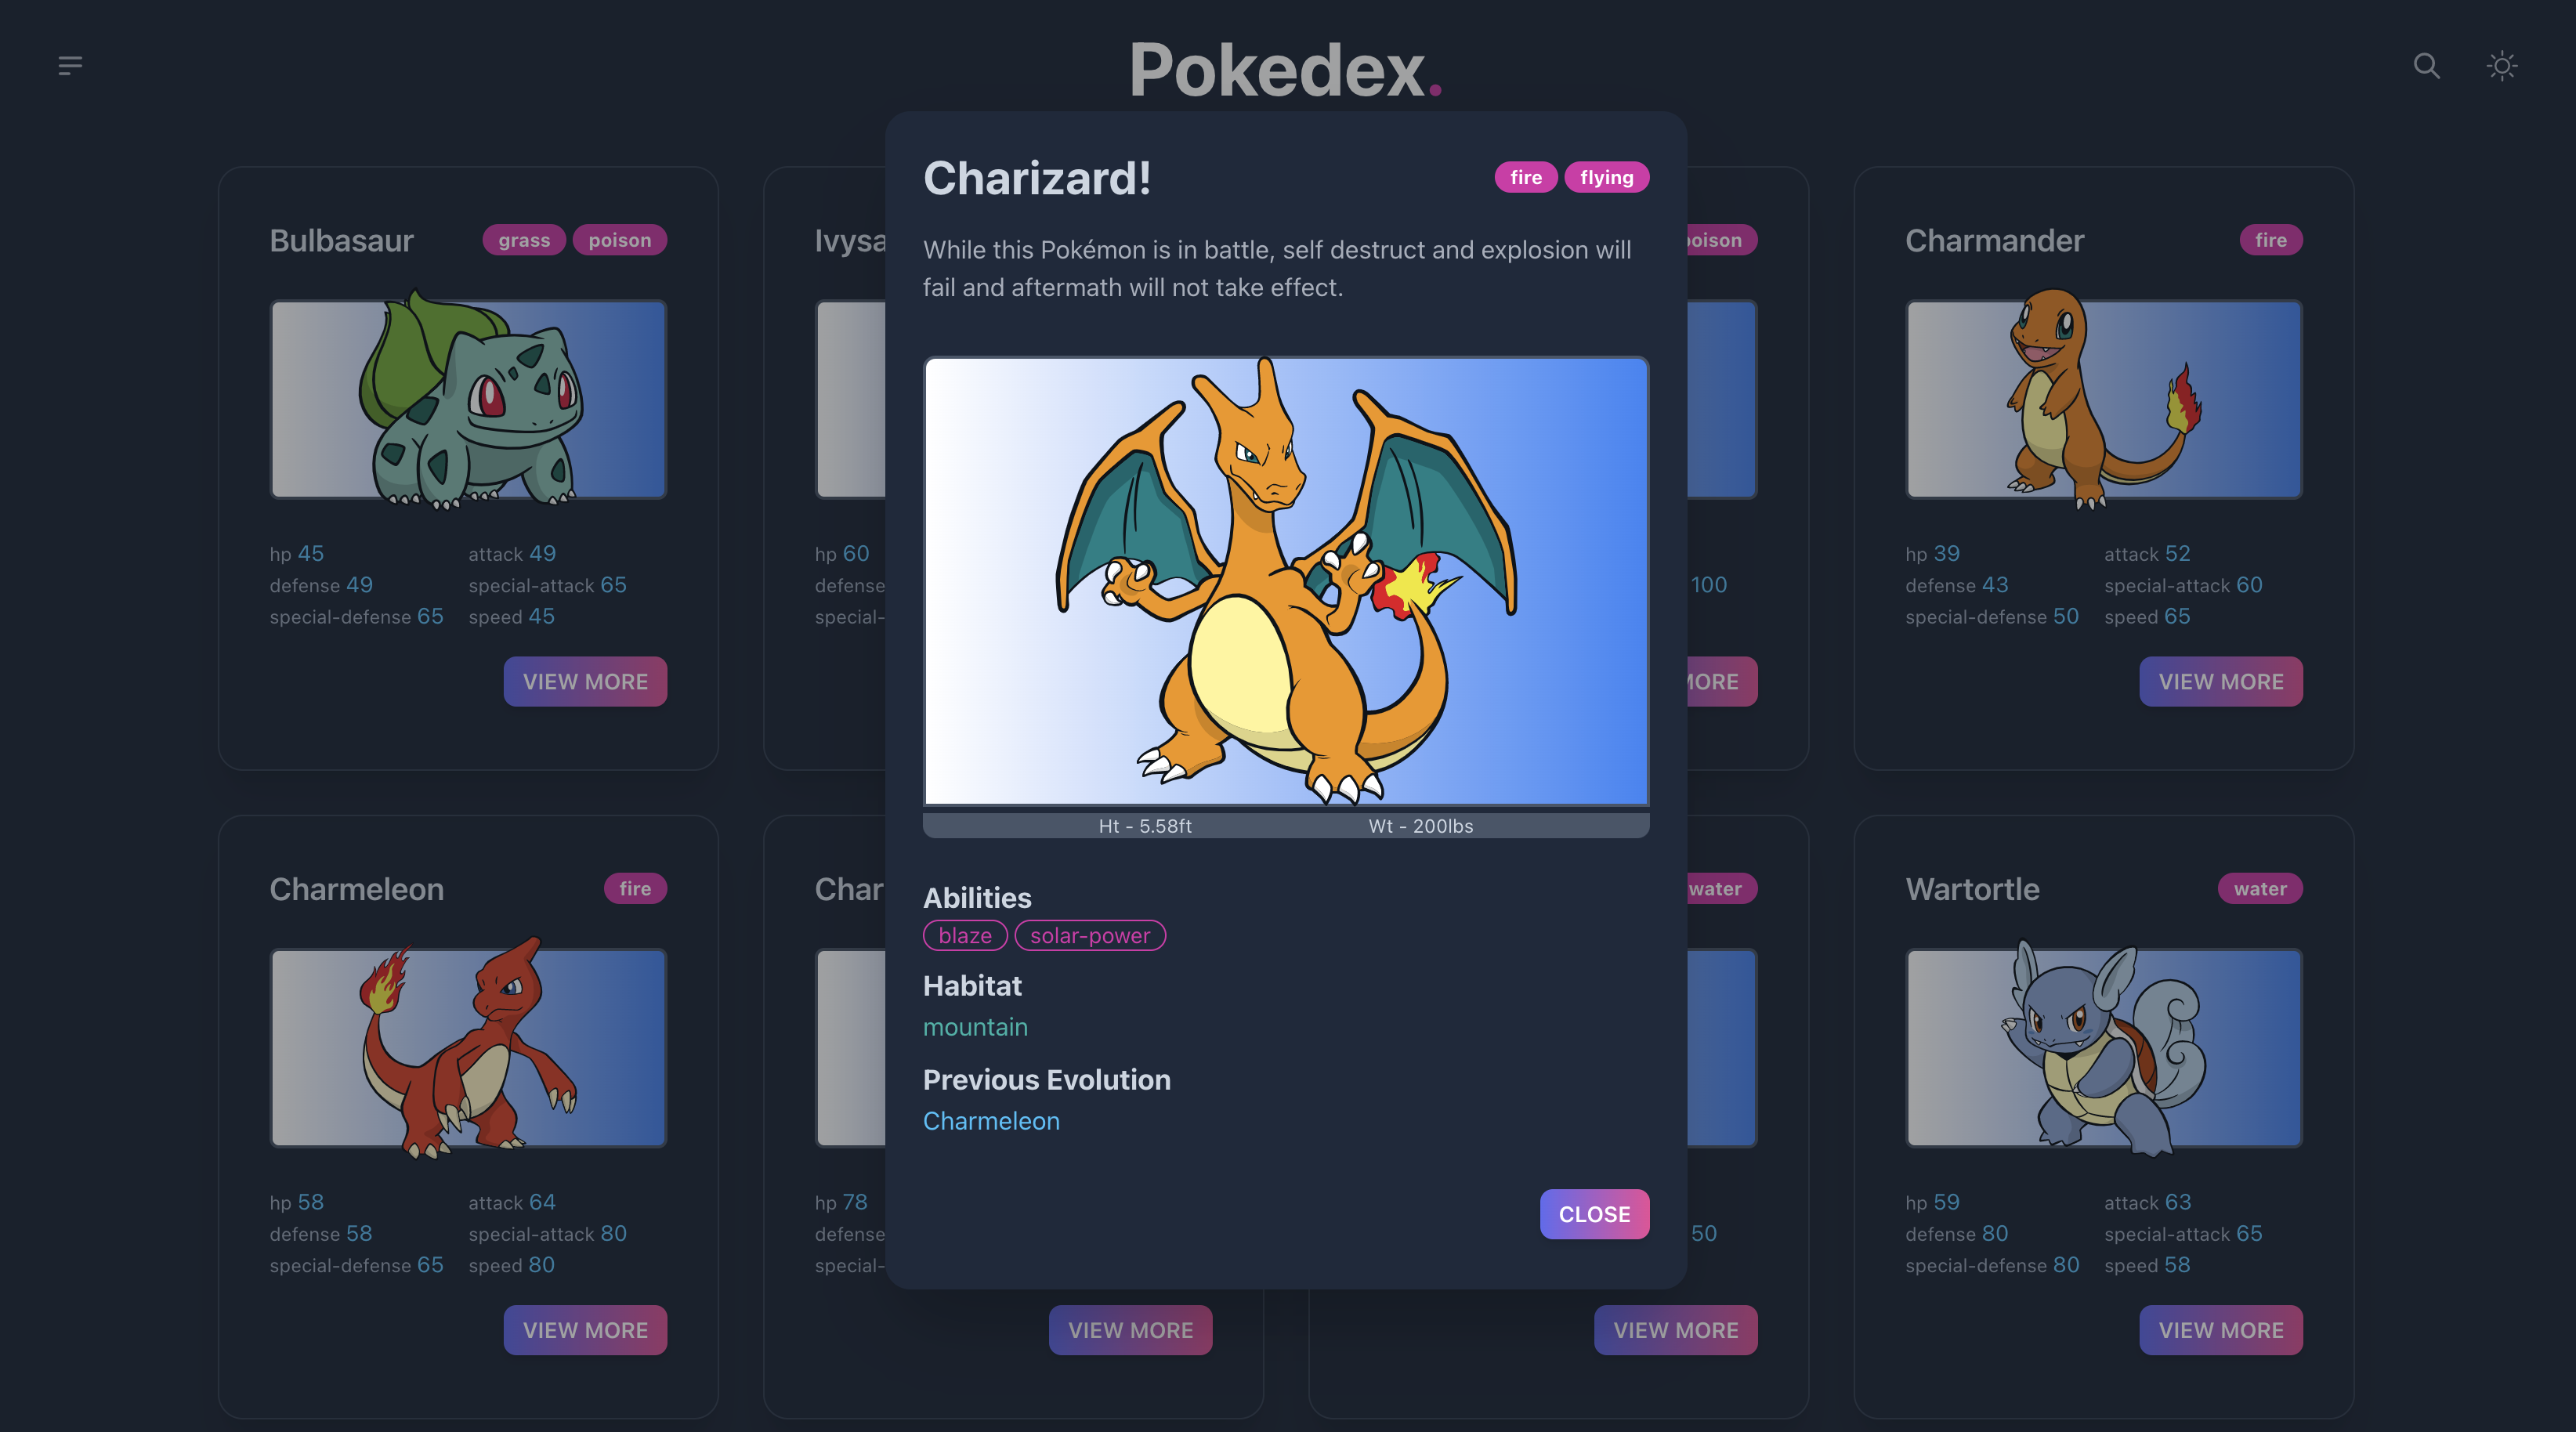 Pokedex.
Charizard!
fire flying
While this Pokémon is in battle, self destruct and explosion will
fail and aftermath will not take effect.
Ht - 5.58ft Wt - 200lbs
Abilities
blaze solar-power
Habitat
mountain
Previous Evolution
Charmeleon
CLOSE
Bulbasaur grass poison
hp 45 attack 49
defense 49 special-attack 65
special-defense 65 speed 45
VIEW MORE
Ivysa
hp 60
defense
special-
poison
100
MORE
Charmander fire
hp 39 attack 52
defense 43 special-attack 60
special-defense 50 speed 65
VIEW MORE
Charmeleon fire
hp 58 attack 64
defense 58 special-attack 80
special-defense 65 speed 80
VIEW MORE
Char
hp 78
defense
special-
VIEW MORE
water
50
VIEW MORE
Wartortle water
hp 59 attack 63
defense 80 special-attack 65
special-defense 80 speed 58
VIEW MORE